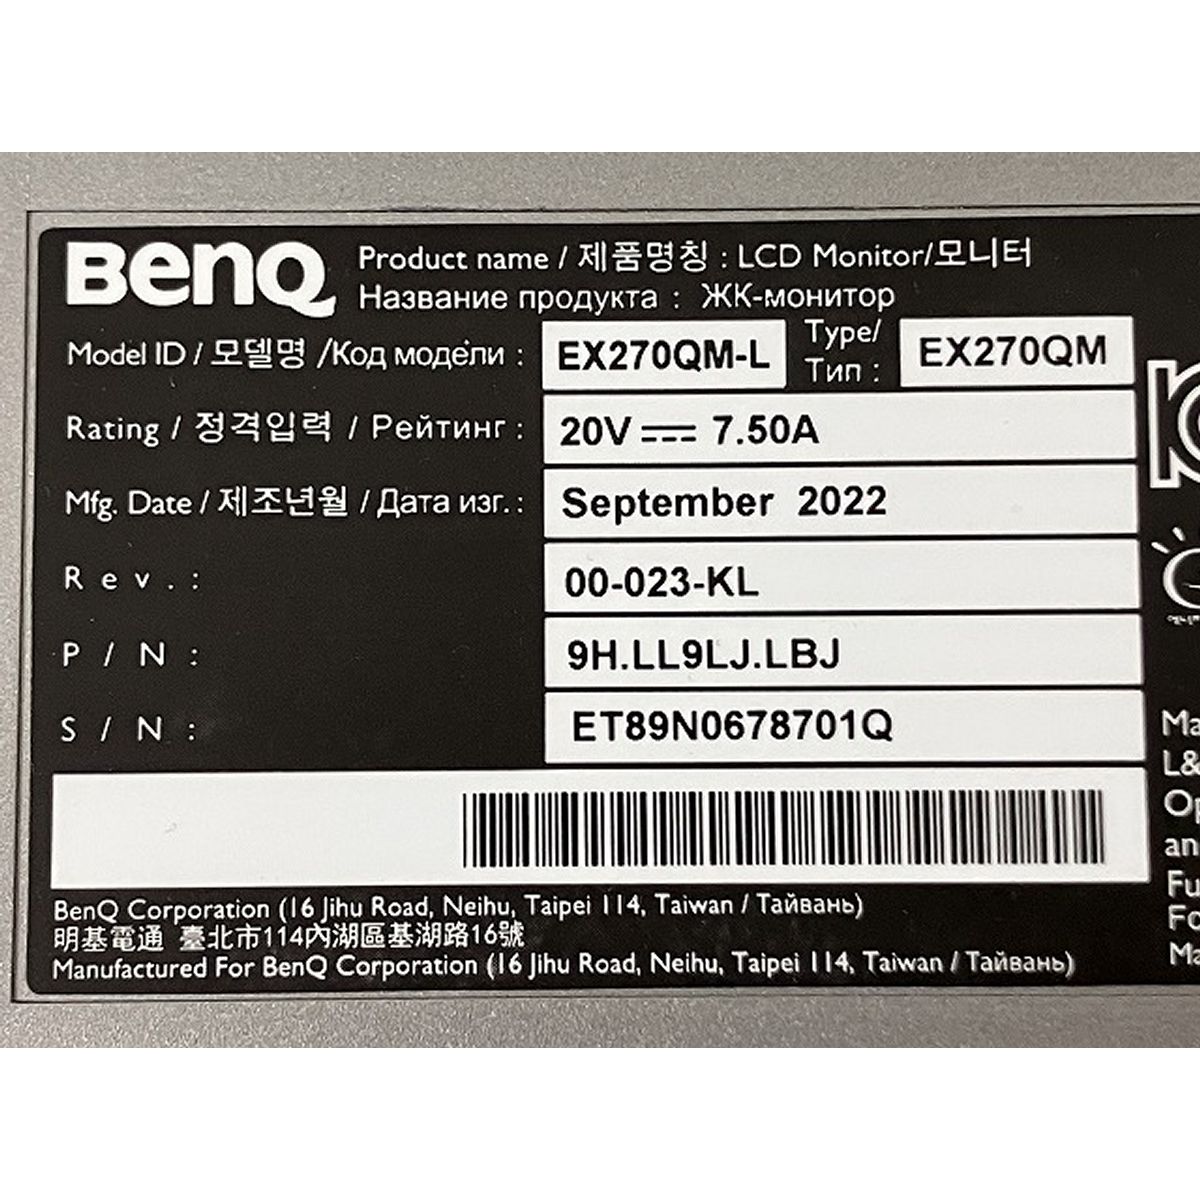 BenQ
Product name / 제품명칭 : LCD Monitor/모니터
Название продукта : ЖК-монитор
Model ID / 모델명 /Код модели : EX270QM-L Type/ Тип : EX270QM
Rating / 정격입력 / Рейтинг : 20V ⎓ 7.50A
Mfg. Date / 제조년월 / Дата изг. : September 2022
Rev. : 00-023-KL
P/N : 9H.LL9LJ.LBJ
S/N : ET89N0678701Q
BenQ Corporation (16 Jihu Road, Neihu, Taipei 114, Taiwan / Тайвань)
明基電通 臺北市114內湖區基湖路16號
Manufactured For BenQ Corporation (16 Jihu Road, Neihu, Taipei 114, Taiwan / Тайвань)